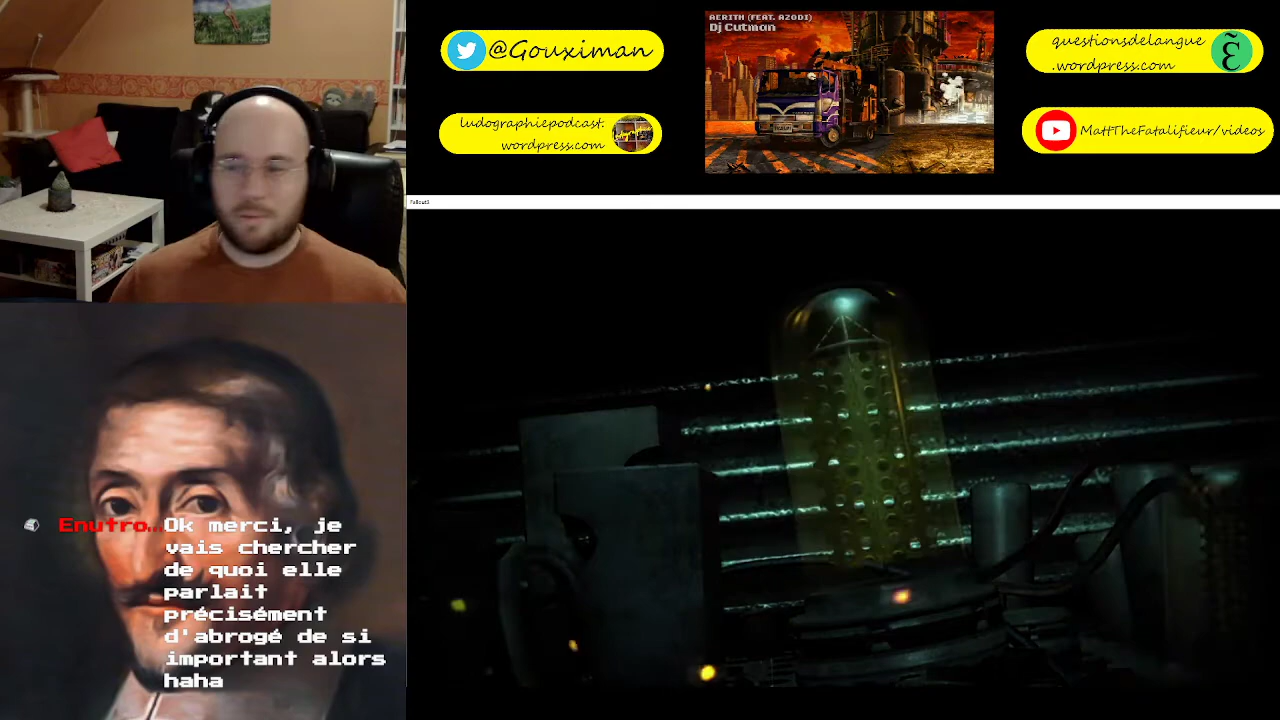 @Gouximan
ludographiepodcast.
wordpress.com
AERITH (FEAT. AZODI)
Dj Cutman
questionsdelangue
.wordpress.com
MattTheFatalifieur/videos
Fallout3
Enutro...Ok merci, je
vais chercher
de quoi elle
parlait
précisément
d'abrogé de si
important alors
haha